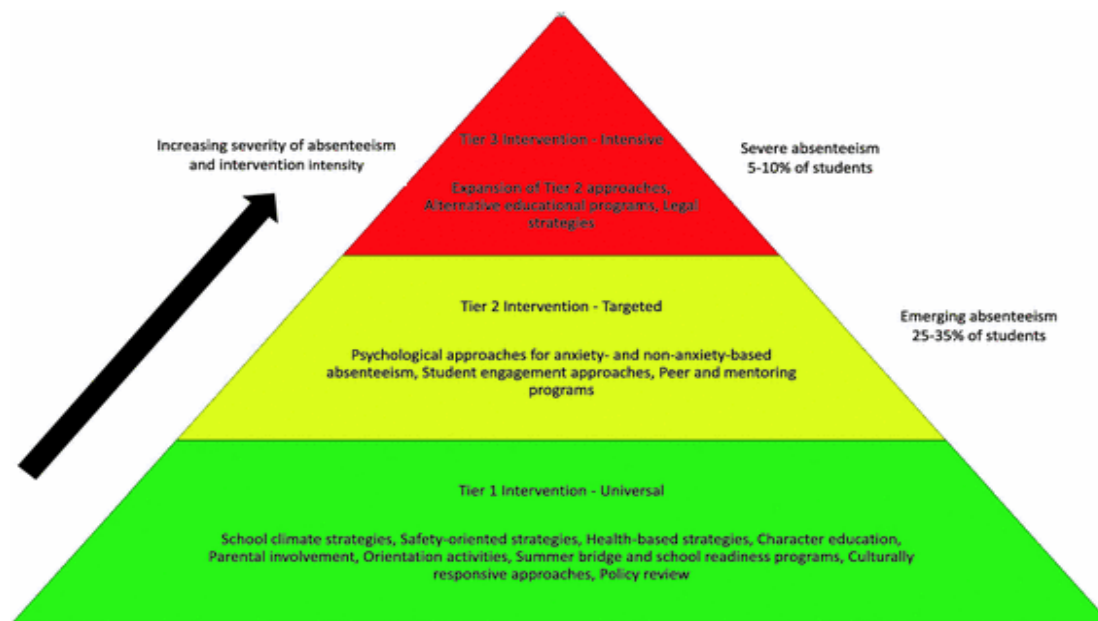 Increasing severity of absenteeism
and intervention intensity
Tier 3 Intervention - Intensive
Expansion of Tier 2 approaches,
Alternative educational programs, Legal
strategies
Severe absenteeism
5-10% of students
Tier 2 Intervention - Targeted
Psychological approaches for anxiety- and non-anxiety-based
absenteeism, Student engagement approaches, Peer and mentoring
programs
Emerging absenteeism
25-35% of students
Tier 1 Intervention - Universal
School climate strategies, Safety-oriented strategies, Health-based strategies, Character education,
Parental involvement, Orientation activities, Summer bridge and school readiness programs, Culturally
responsive approaches, Policy review